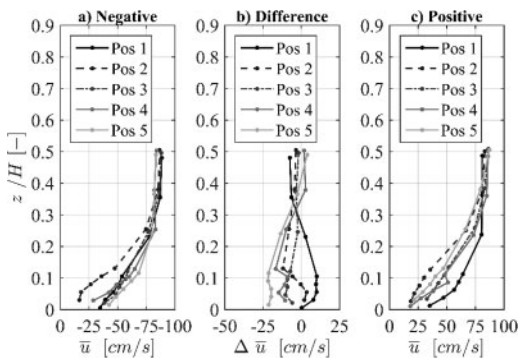 a) Negative
b) Difference
c) Positive
0.9
0.8
0.7
0.6
0.5
0.4
0.3
0.2
0.1
0
z/H [-]
Pos 1
Pos 2
Pos 3
Pos 4
Pos 5
Pos 1
Pos 2
Pos 3
Pos 4
Pos 5
Pos 1
Pos 2
Pos 3
Pos 4
Pos 5
0 -25 -50 -75 -100
-50 -25 0 25
0 25 50 75 100
u̅ [cm/s]
Δ u̅ [cm/s]
u̅ [cm/s]